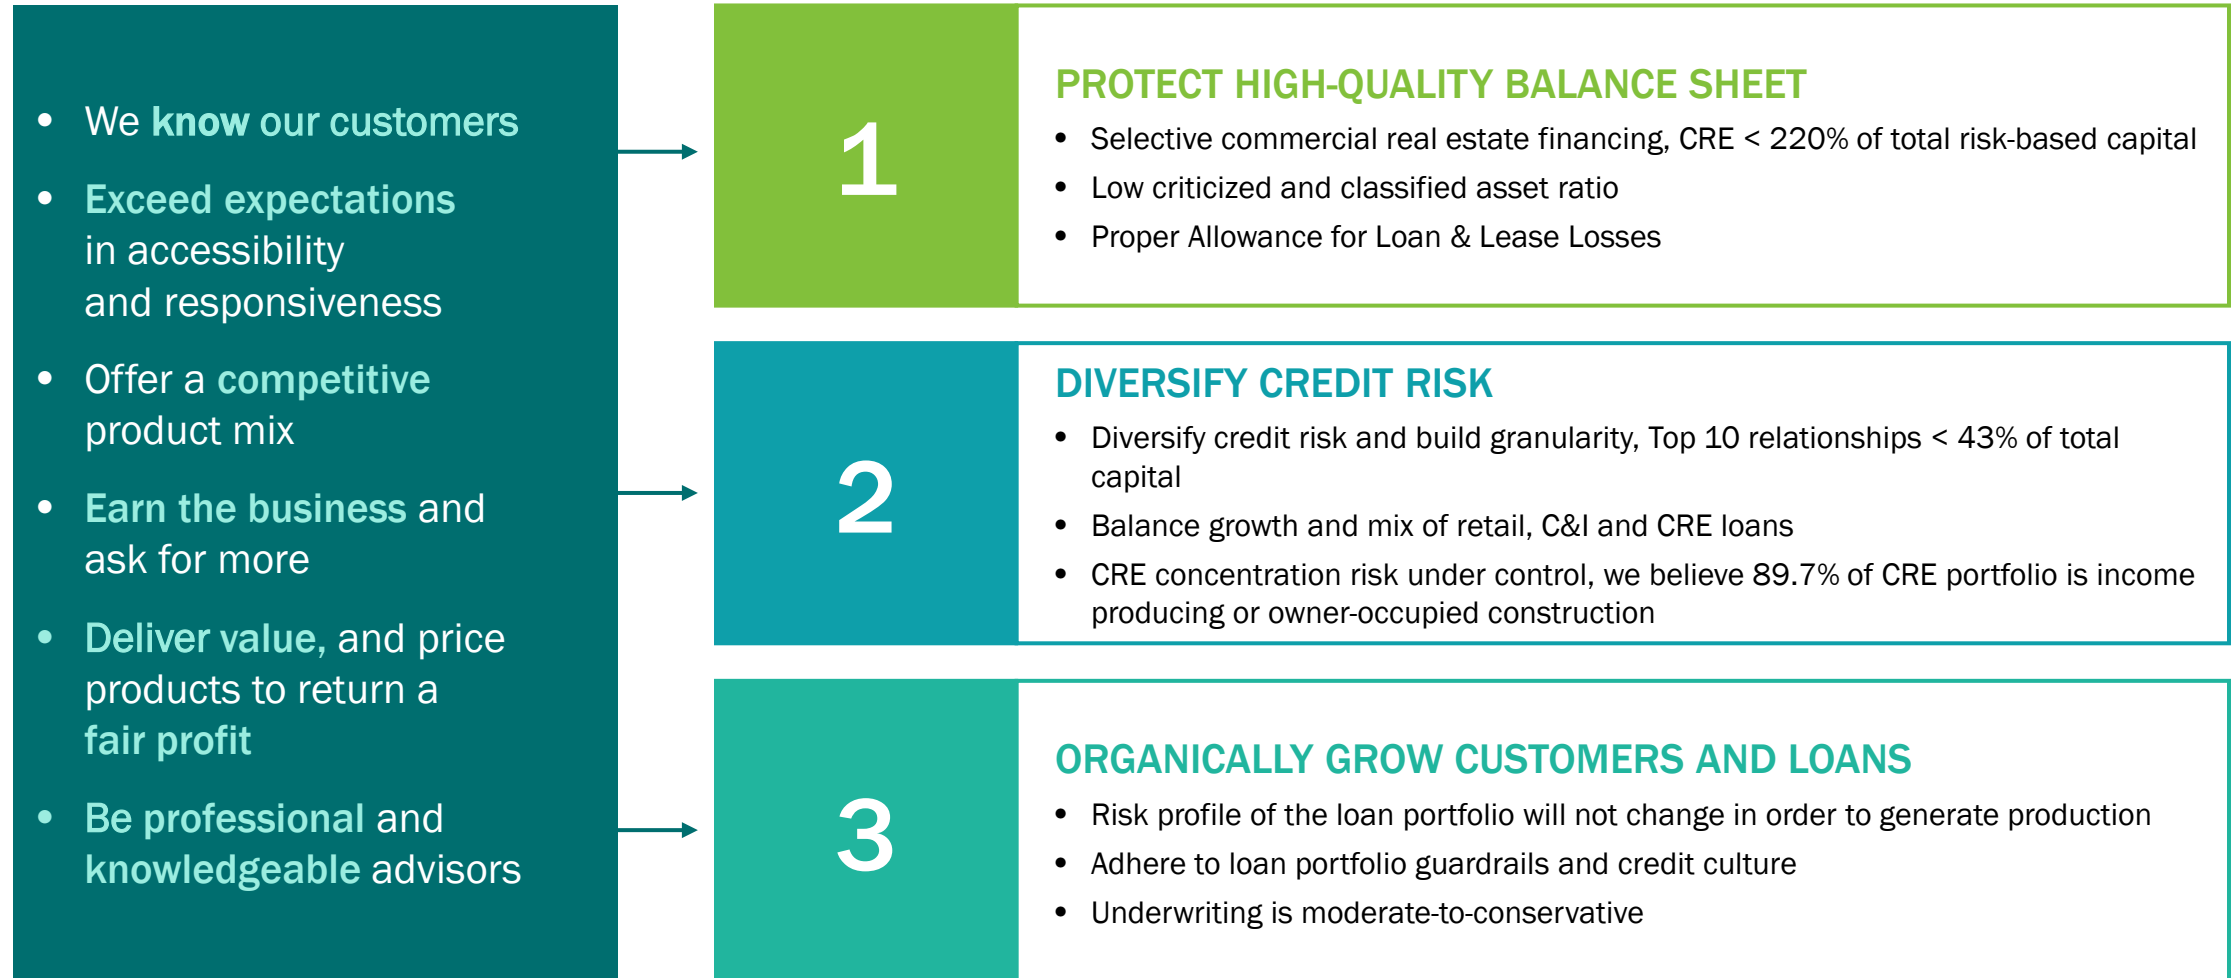 • We know our customers
• Exceed expectations
in accessibility
and responsiveness
• Offer a competitive
product mix
• Earn the business and
ask for more
• Deliver value, and price
products to return a
fair profit
• Be professional and
knowledgeable advisors
1
PROTECT HIGH-QUALITY BALANCE SHEET
• Selective commercial real estate financing, CRE < 220% of total risk-based capital
• Low criticized and classified asset ratio
• Proper Allowance for Loan & Lease Losses
2
DIVERSIFY CREDIT RISK
• Diversify credit risk and build granularity, Top 10 relationships < 43% of total
capital
• Balance growth and mix of retail, C&I and CRE loans
• CRE concentration risk under control, we believe 89.7% of CRE portfolio is income
producing or owner-occupied construction
3
ORGANICALLY GROW CUSTOMERS AND LOANS
• Risk profile of the loan portfolio will not change in order to generate production
• Adhere to loan portfolio guardrails and credit culture
• Underwriting is moderate-to-conservative